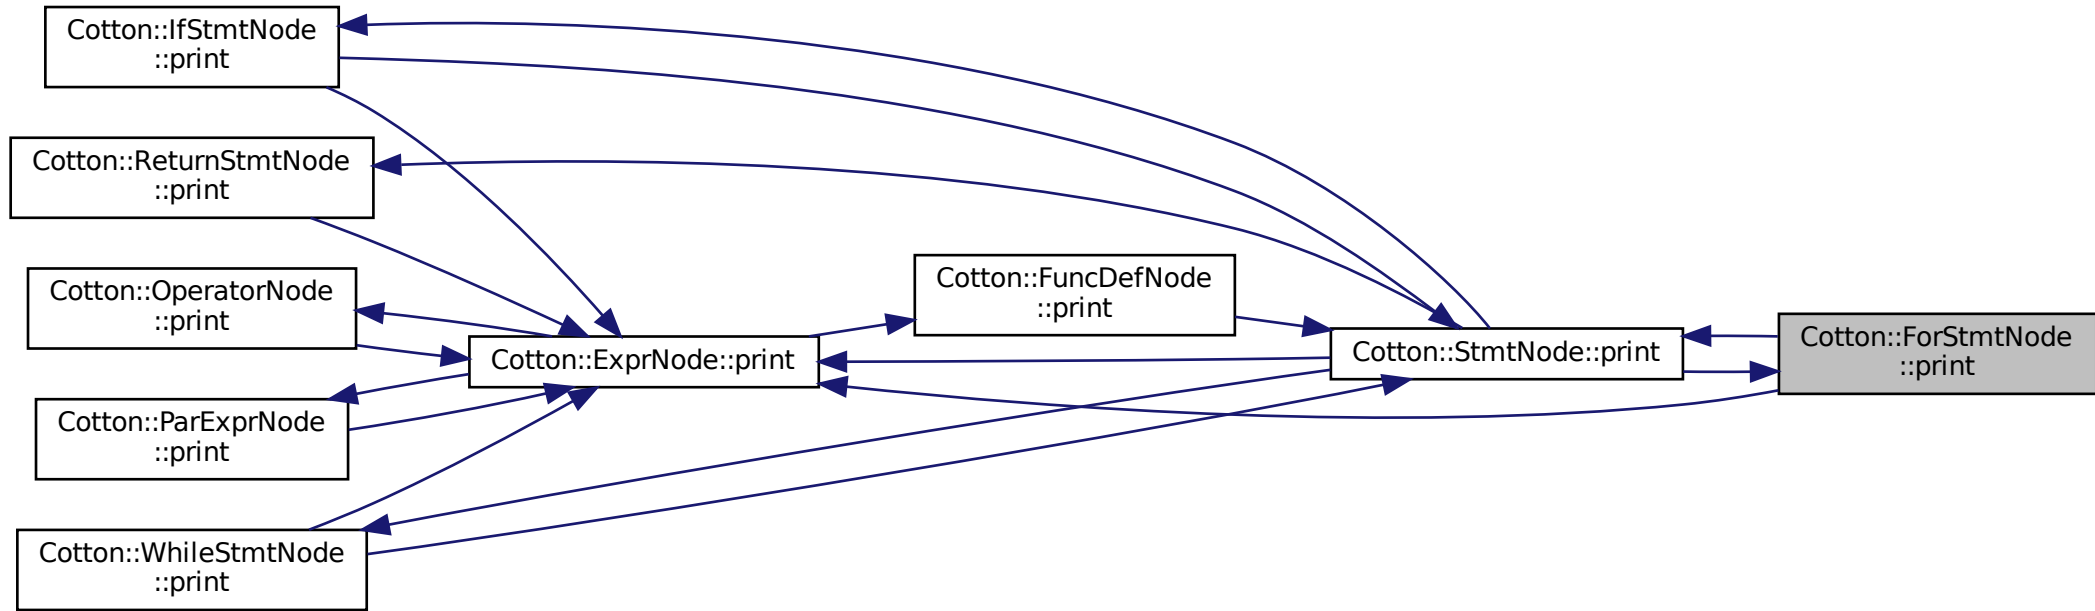 Cotton::IfStmtNode
::print
Cotton::ReturnStmtNode
::print
Cotton::OperatorNode
::print
Cotton::ExprNode::print
Cotton::ParExprNode
::print
Cotton::WhileStmtNode
::print
Cotton::FuncDefNode
::print
Cotton::StmtNode::print
Cotton::ForStmtNode
::print